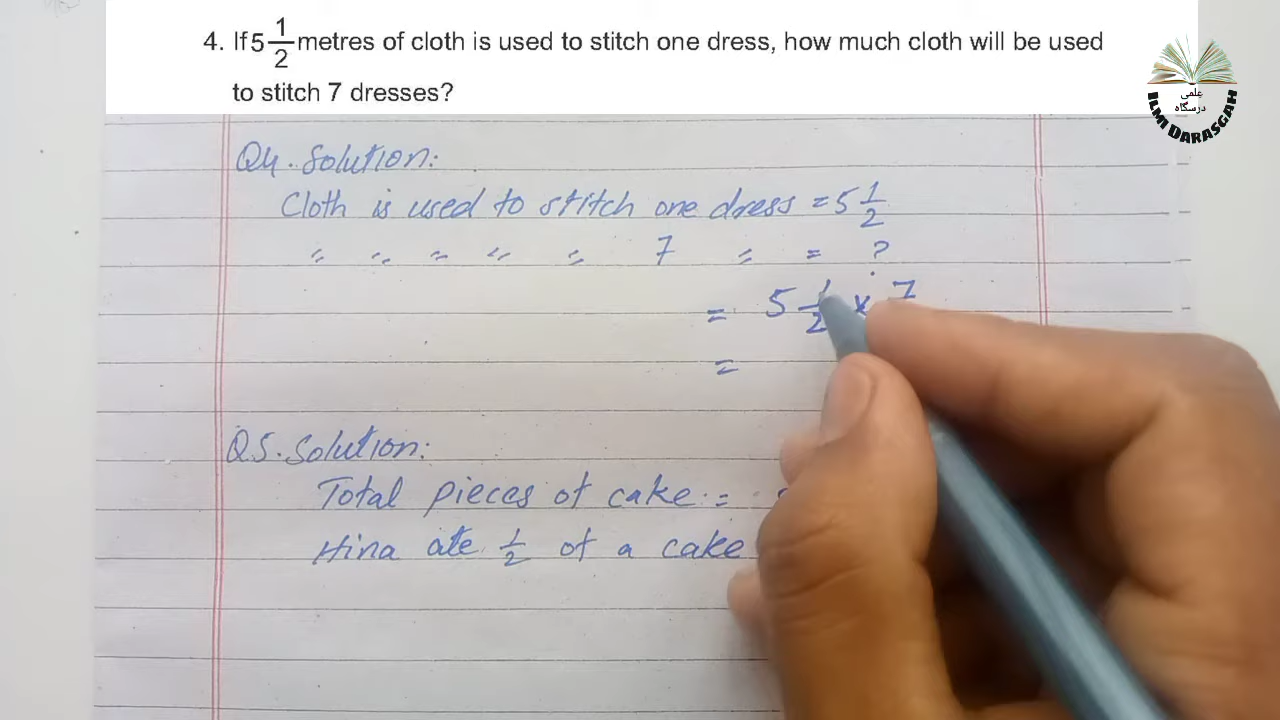 4. If 5 1/2 metres of cloth is used to stitch one dress, how much cloth will be used
to stitch 7 dresses?
علمی
درسگاہ
ILMI DARASGAH
Q4. Solution:
Cloth is used to stitch one dress = 5 1/2
" " " " " 7 " = ?
= 5 1/2 × 7
=
Q5. Solution:
Total pieces of cake =
Hina ate 1/2 of a cake